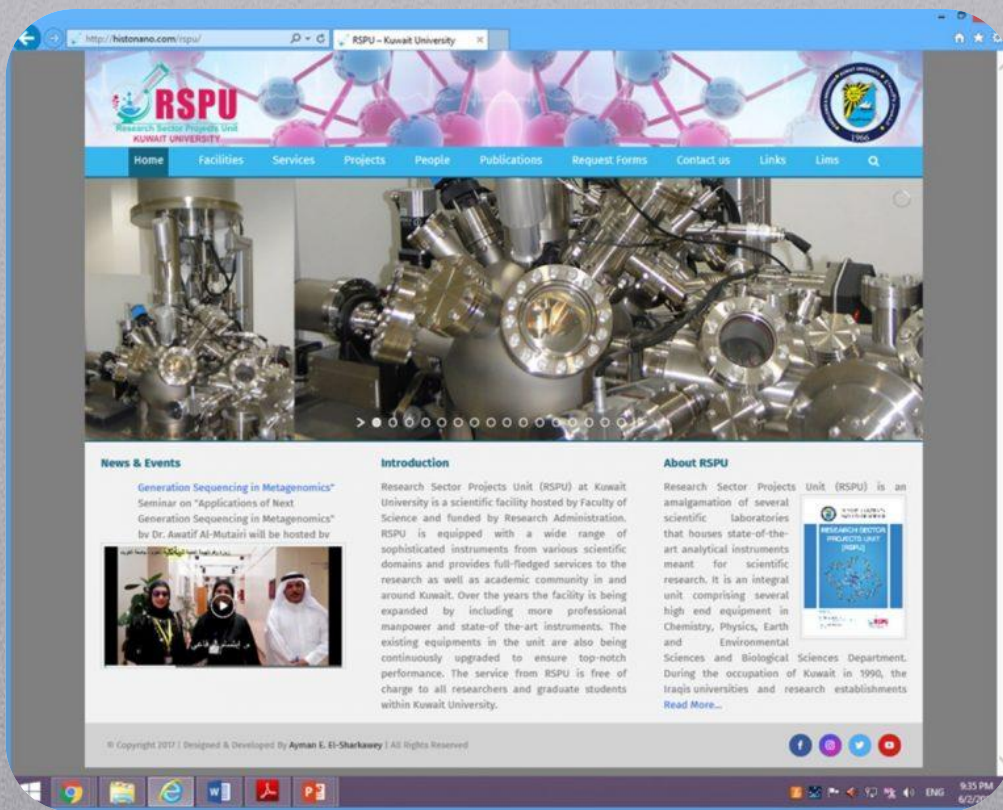 http://histonano.com/rspu/
RSPU – Kuwait University
RSPU
Research Sector Projects Unit
KUWAIT UNIVERSITY
KUWAIT UNIVERSITY
1966
Home Facilities Services Projects People Publications Request Forms Contact us Links Lims
News & Events
Generation Sequencing in Metagenomics"
Seminar on "Applications of Next
Generation Sequencing in Metagenomics"
by Dr. Awatif Al-Mutairi will be hosted by
Introduction
Research Sector Projects Unit (RSPU) at Kuwait
University is a scientific facility hosted by Faculty of
Science and funded by Research Administration.
RSPU is equipped with a wide range of
sophisticated instruments from various scientific
domains and provides full-fledged services to the
research as well as academic community in and
around Kuwait. Over the years the facility is being
expanded by including more professional
manpower and state-of the-art instruments. The
existing equipments in the unit are also being
continuously upgraded to ensure top-notch
performance. The service from RSPU is free of
charge to all researchers and graduate students
within Kuwait University.
About RSPU
Research Sector Projects Unit (RSPU) is an
amalgamation of several
scientific laboratories
that houses state-of-the-
art analytical instruments
meant for scientific
research. It is an integral
unit comprising several
high end equipment in
Chemistry, Physics, Earth
and Environmental
Sciences and Biological Sciences Department.
During the occupation of Kuwait in 1990, the
Iraqis universities and research establishments
Read More...
RESEARCH SECTOR
PROJECTS UNIT
[RSPU]
RSPU
© Copyright 2017 | Designed & Developed By Ayman E. El-Sharkawey | All Rights Reserved
ENG
9:35 PM